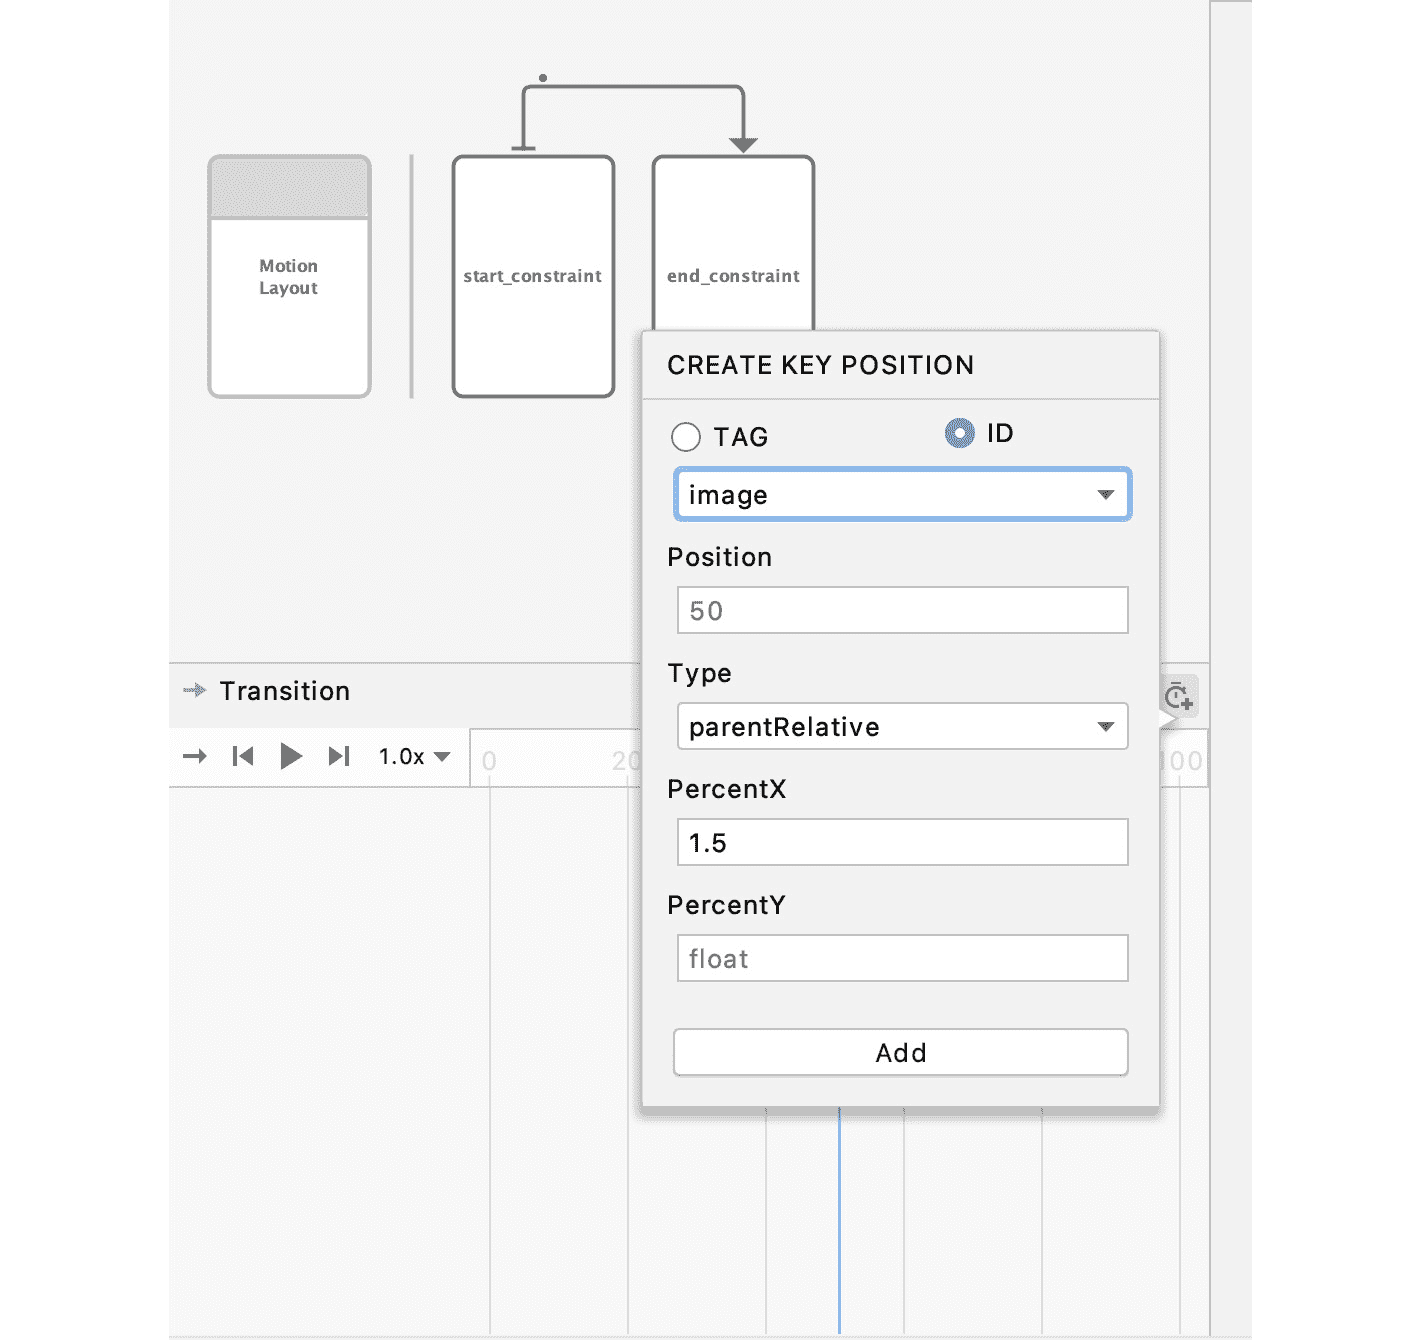 Motion
Layout
start_constraint
end_constraint
CREATE KEY POSITION
TAG
ID
image
Position
50
Type
parentRelative
PercentX
1.5
PercentY
float
Add
Transition
1.0x
0
20
100